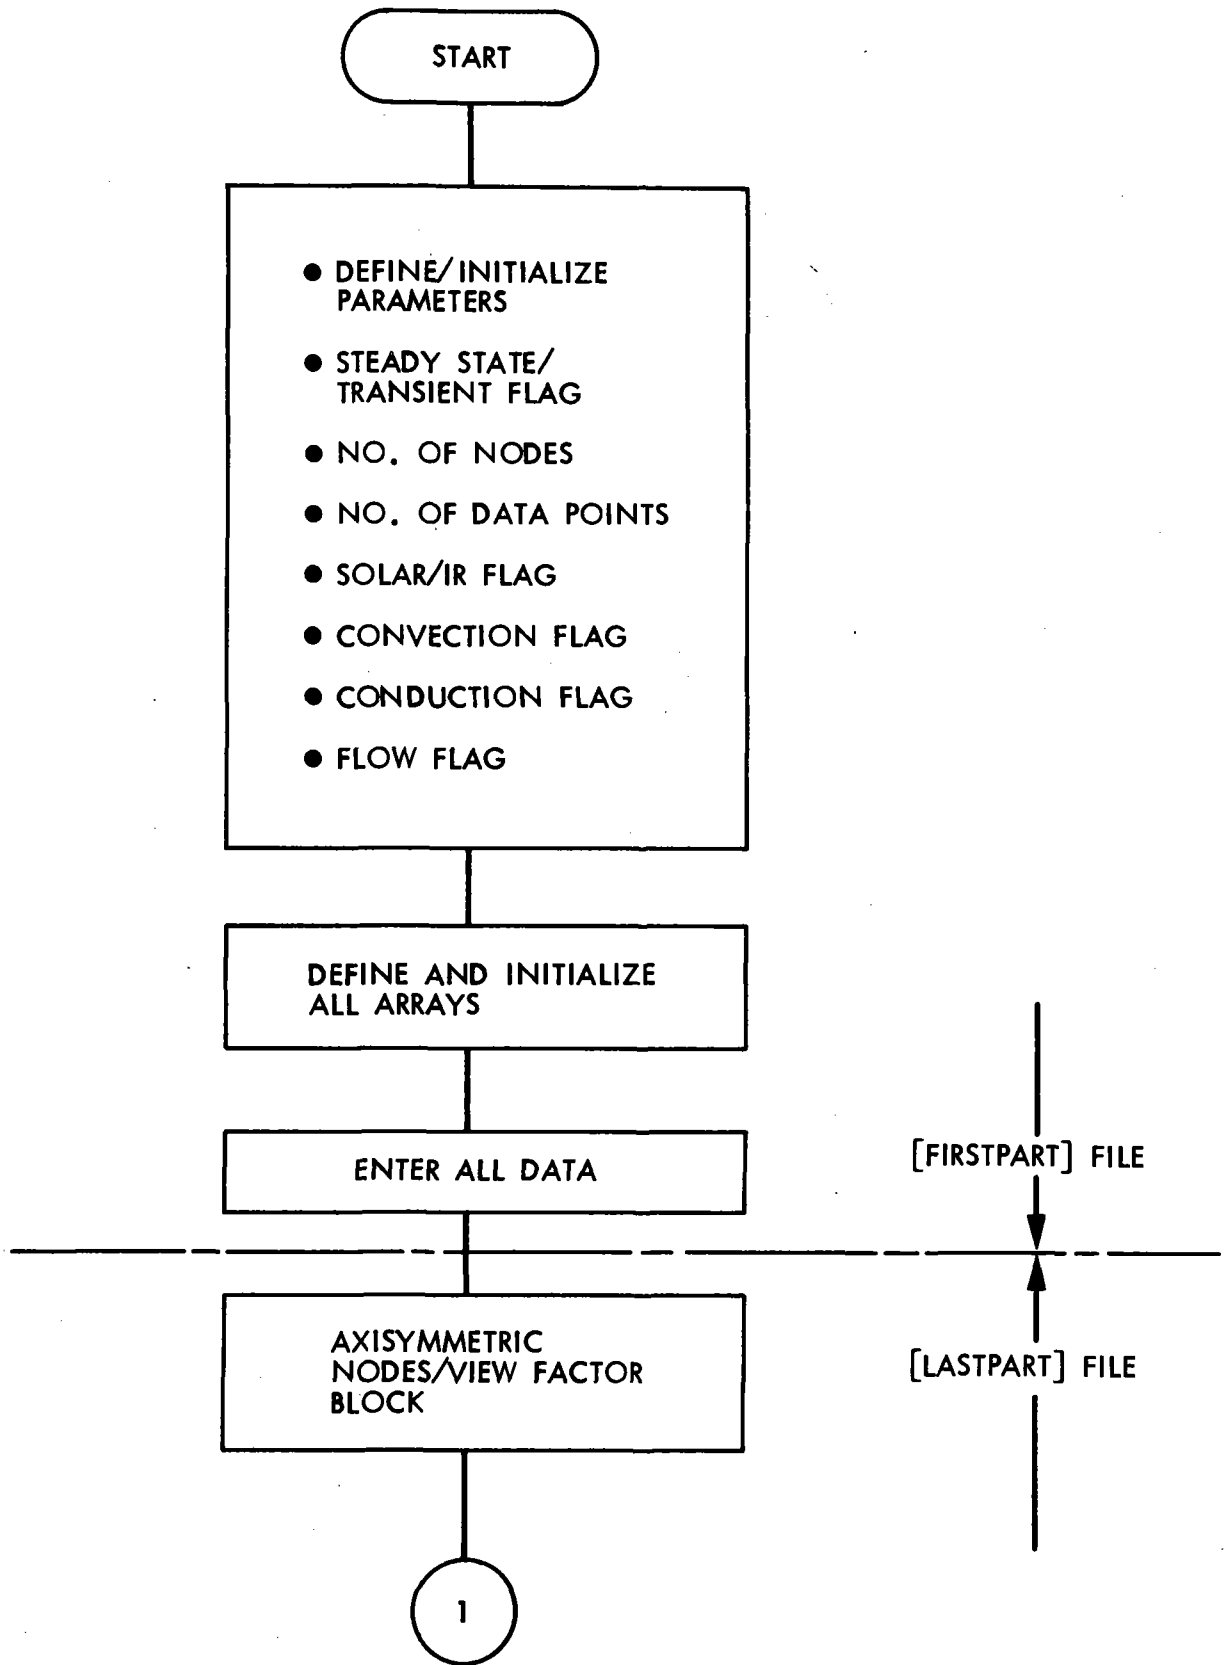 START
● DEFINE/INITIALIZE
PARAMETERS
● STEADY STATE/
TRANSIENT FLAG
● NO. OF NODES
● NO. OF DATA POINTS
● SOLAR/IR FLAG
● CONVECTION FLAG
● CONDUCTION FLAG
● FLOW FLAG
DEFINE AND INITIALIZE
ALL ARRAYS
ENTER ALL DATA
[FIRSTPART] FILE
AXISYMMETRIC
NODES/VIEW FACTOR
BLOCK
[LASTPART] FILE
1